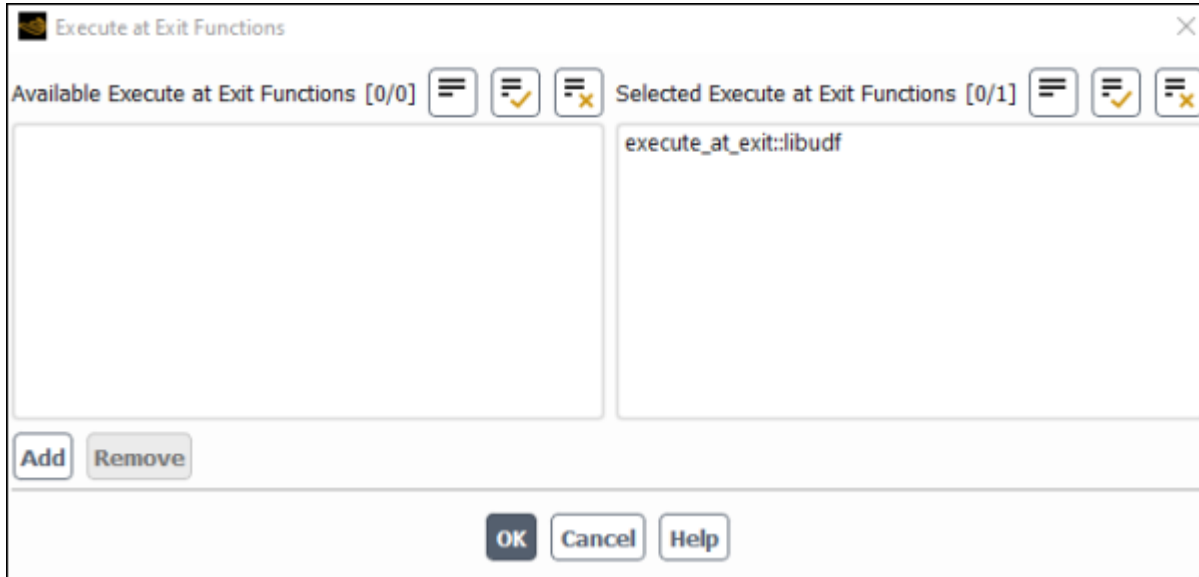 Execute at Exit Functions
Available Execute at Exit Functions [0/0] Selected Execute at Exit Functions [0/1]
execute_at_exit::libudf
Add Remove
OK Cancel Help